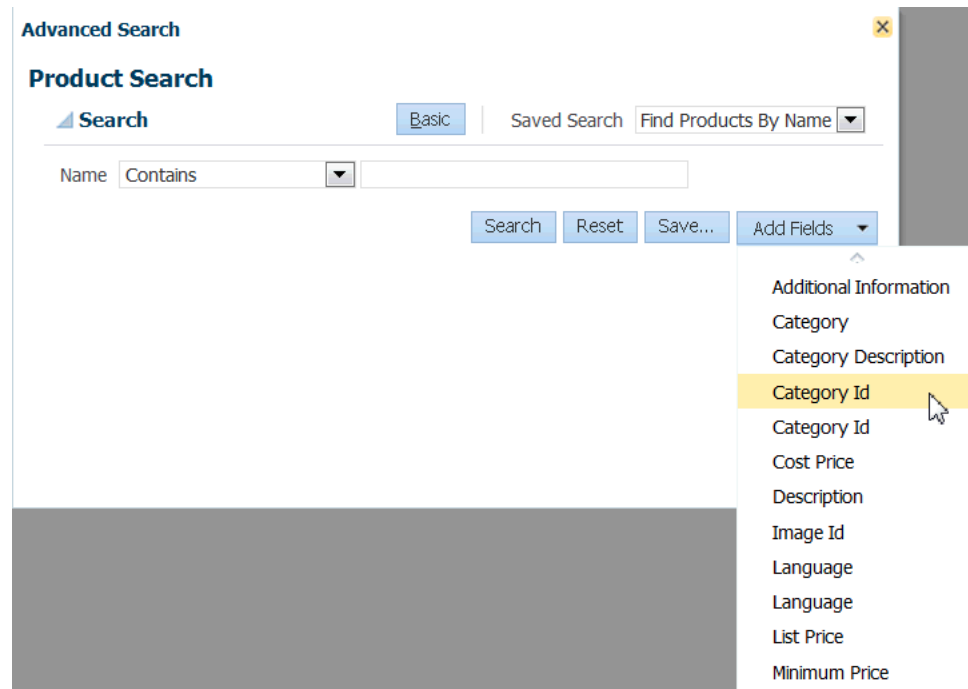 Advanced Search
Product Search
Search Basic Saved Search Find Products By Name
Name Contains
Search Reset Save... Add Fields
Additional Information
Category
Category Description
Category Id
Category Id
Cost Price
Description
Image Id
Language
Language
List Price
Minimum Price